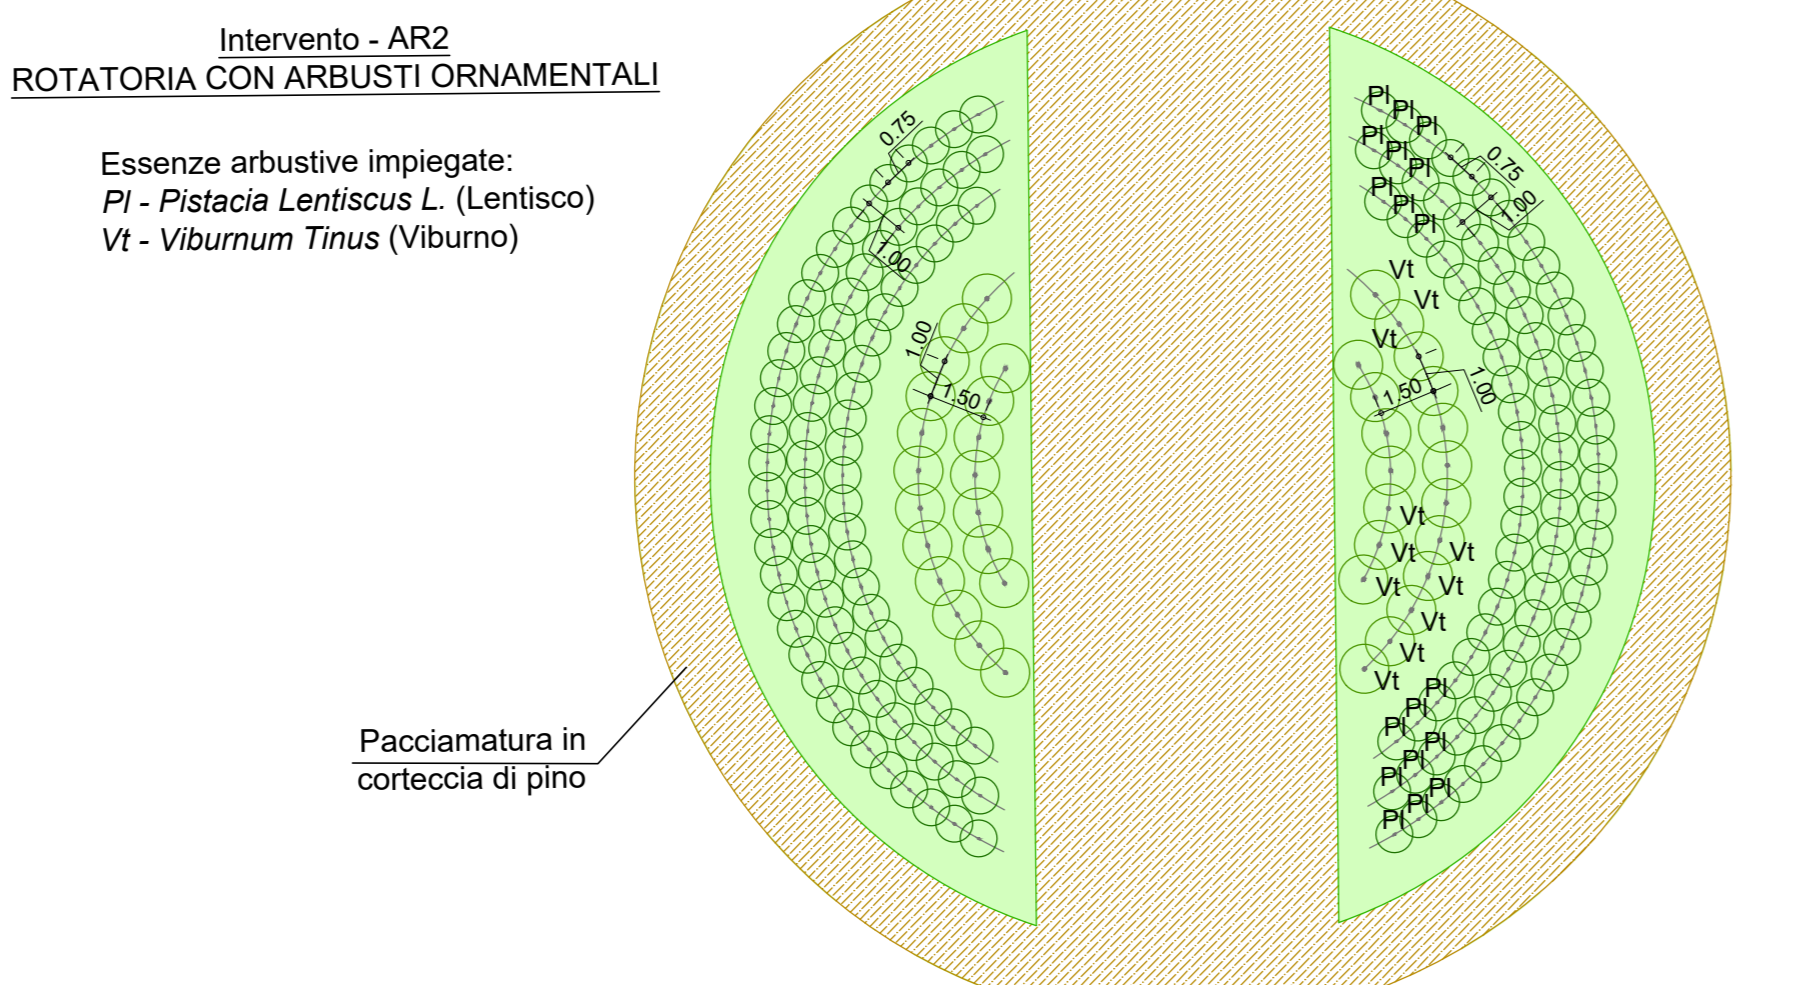 Intervento - AR2
ROTATORIA CON ARBUSTI ORNAMENTALI
Essenze arbustive impiegate:
Pl - Pistacia Lentiscus L. (Lentisco)
Vt - Viburnum Tinus (Viburno)
0.75
1.00
1.00
1.50
Pacciamatura in
corteccia di pino
Pl
Pl
Pl
Pl
Pl
Pl
Pl
Pl
Pl
0.75
1.00
Vt
Vt
Vt
1.50
1.00
Vt
Vt
Vt
Vt
Vt
Vt
Vt
Vt
Pl
Pl
Pl
Pl
Pl
Pl
Pl
Pl
Pl